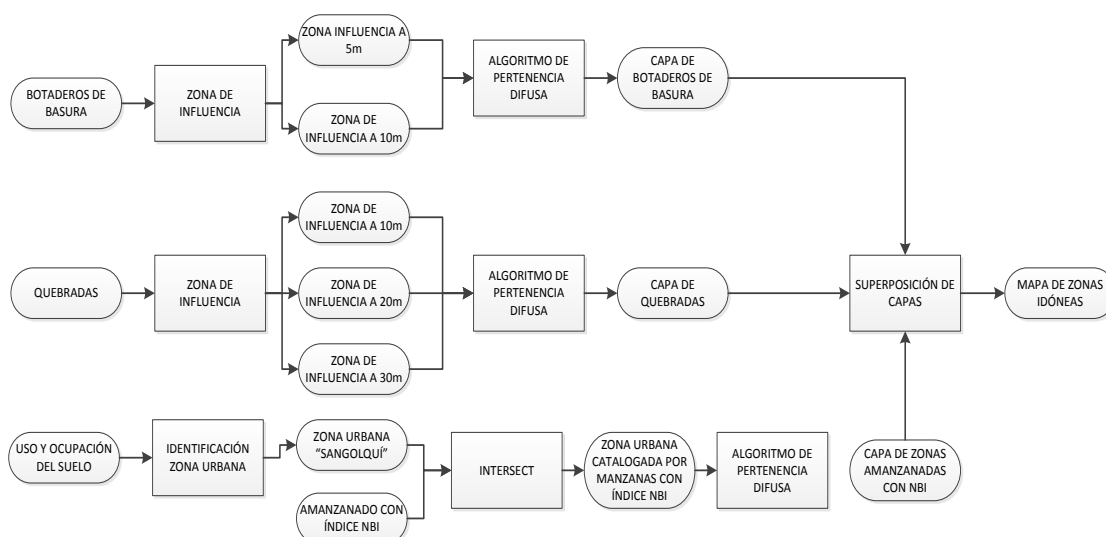 BOTADEROS DE
BASURA
ZONA DE
INFLUENCIA
ZONA INFLUENCIA A
5m
ZONA DE
INFLUENCIA A 10m
ALGORITMO DE
PERTENENCIA
DIFUSA
CAPA DE
BOTADEROS DE
BASURA
QUEBRADAS
ZONA DE
INFLUENCIA
ZONA DE
INFLUENCIA A 10m
ZONA DE
INFLUENCIA A 20m
ZONA DE
INFLUENCIA A 30m
ALGORITMO DE
PERTENENCIA
DIFUSA
CAPA DE
QUEBRADAS
SUPERPOSICIÓN DE
CAPAS
MAPA DE ZONAS
IDÓNEAS
USO Y OCUPACIÓN
DEL SUELO
IDENTIFICACIÓN
ZONA URBANA
ZONA URBANA
“SANGOLQUÍ”
AMANZANADO CON
ÍNDICE NBI
INTERSECT
ZONA URBANA
CATALOGADA POR
MANZANAS CON
ÍNDICE NBI
ALGORITMO DE
PERTENENCIA
DIFUSA
CAPA DE ZONAS
AMANZANADAS
CON NBI